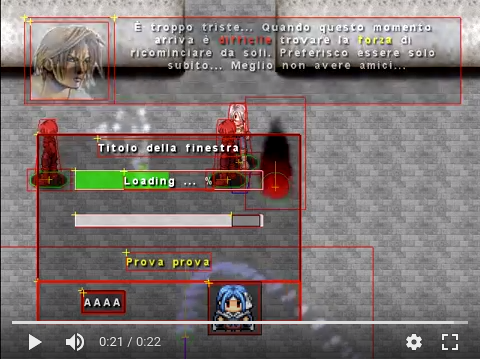 È troppo triste... Quando questo momento
arriva è difficile trovare la forza di
ricominciare da soli. Preferisco essere solo
subito... Meglio non avere amici...
Titolo della finestra
Loading ... %
Prova prova
AAAA
0:21 / 0:22